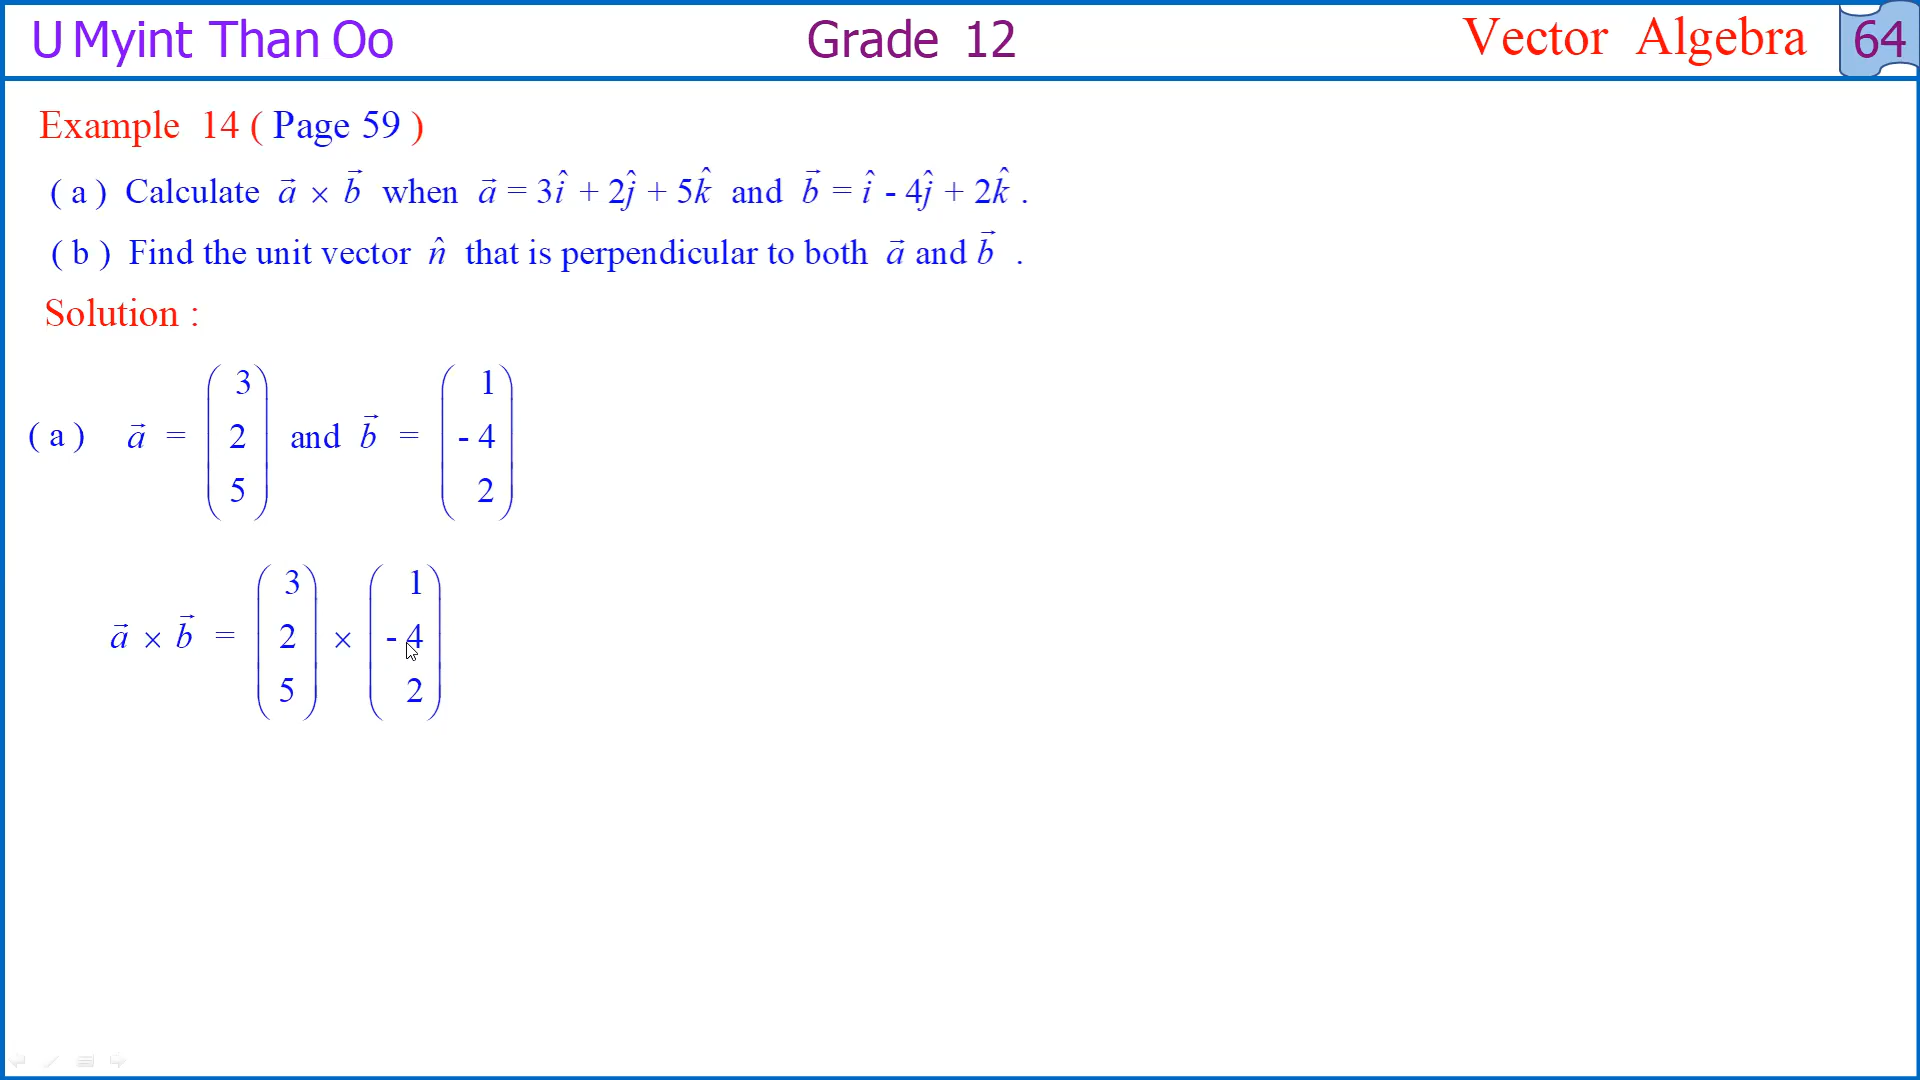 U Myint Than Oo Grade 12 Vector Algebra 64
Example 14 ( Page 59 )
( a ) Calculate a⃗ × b⃗ when a⃗ = 3î + 2ĵ + 5k̂ and b⃗ = î - 4ĵ + 2k̂ .
( b ) Find the unit vector n̂ that is perpendicular to both a⃗ and b⃗ .
Solution :
( a ) a⃗ = ( 3 2 5 ) and b⃗ = ( 1 - 4 2 )
a⃗ × b⃗ = ( 3 2 5 ) × ( 1 - 4 2 )